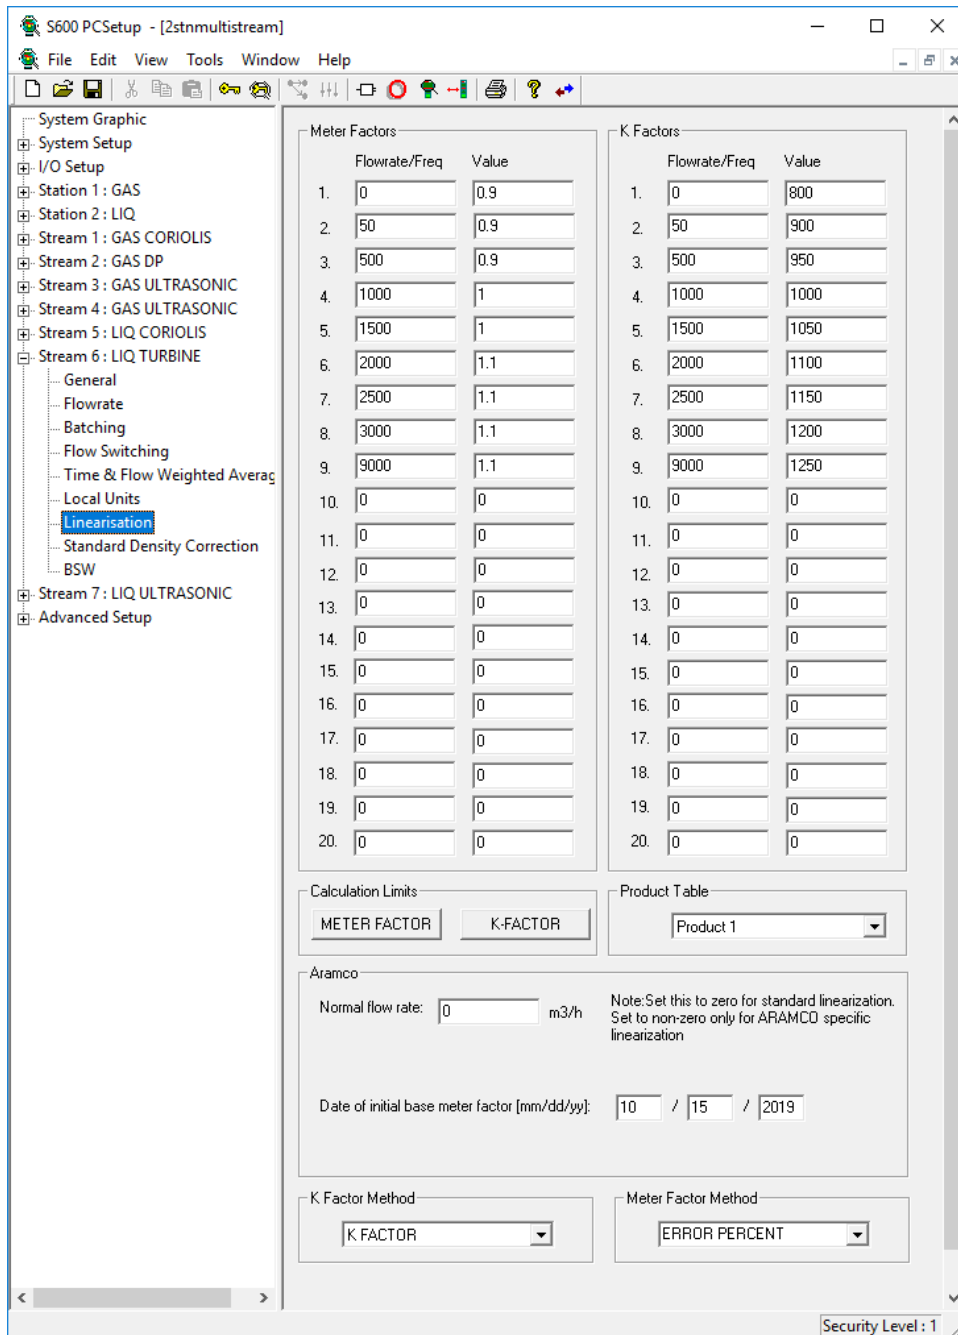 S600 PCSetup - [2stnmultistream]
File Edit View Tools Window Help
System Graphic
System Setup
I/O Setup
Station 1 : GAS
Station 2 : LIQ
Stream 1 : GAS CORIOLIS
Stream 2 : GAS DP
Stream 3 : GAS ULTRASONIC
Stream 4 : GAS ULTRASONIC
Stream 5 : LIQ CORIOLIS
Stream 6 : LIQ TURBINE
General
Flowrate
Batching
Flow Switching
Time & Flow Weighted Averag
Local Units
Linearisation
Standard Density Correction
BSW
Stream 7 : LIQ ULTRASONIC
Advanced Setup
Meter Factors
Flowrate/Freq Value
1. 0 0.9
2. 50 0.9
3. 500 0.9
4. 1000 1
5. 1500 1
6. 2000 1.1
7. 2500 1.1
8. 3000 1.1
9. 9000 1.1
10. 0 0
11. 0 0
12. 0 0
13. 0 0
14. 0 0
15. 0 0
16. 0 0
17. 0 0
18. 0 0
19. 0 0
20. 0 0
K Factors
Flowrate/Freq Value
1. 0 800
2. 50 900
3. 500 950
4. 1000 1000
5. 1500 1050
6. 2000 1100
7. 2500 1150
8. 3000 1200
9. 9000 1250
10. 0 0
11. 0 0
12. 0 0
13. 0 0
14. 0 0
15. 0 0
16. 0 0
17. 0 0
18. 0 0
19. 0 0
20. 0 0
Calculation Limits
METER FACTOR K-FACTOR
Product Table
Product 1
Aramco
Normal flow rate: 0 m3/h
Note:Set this to zero for standard linearization.
Set to non-zero only for ARAMCO specific
linearization
Date of initial base meter factor [mm/dd/yy]: 10 / 15 / 2019
K Factor Method
K FACTOR
Meter Factor Method
ERROR PERCENT
Security Level : 1